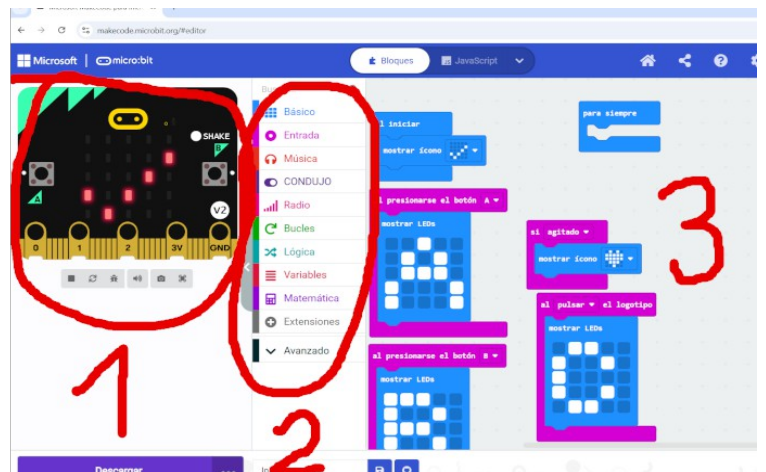 makecode.microbit.org/#editor
Microsoft
micro:bit
Bloques
JavaScript
SHAKE
B
A
V2
0 1 2 3V GND
Descargar
Básico
Entrada
Música
CONDUJO
Radio
Bucles
Lógica
Variables
Matemática
Extensiones
Avanzado
iniciar
mostrar ícono
al presionarse el botón A
mostrar LEDs
al presionarse el botón B
mostrar LEDs
para siempre
si agitado
mostrar ícono
al pulsar el logotipo
mostrar LEDs
1
2
3